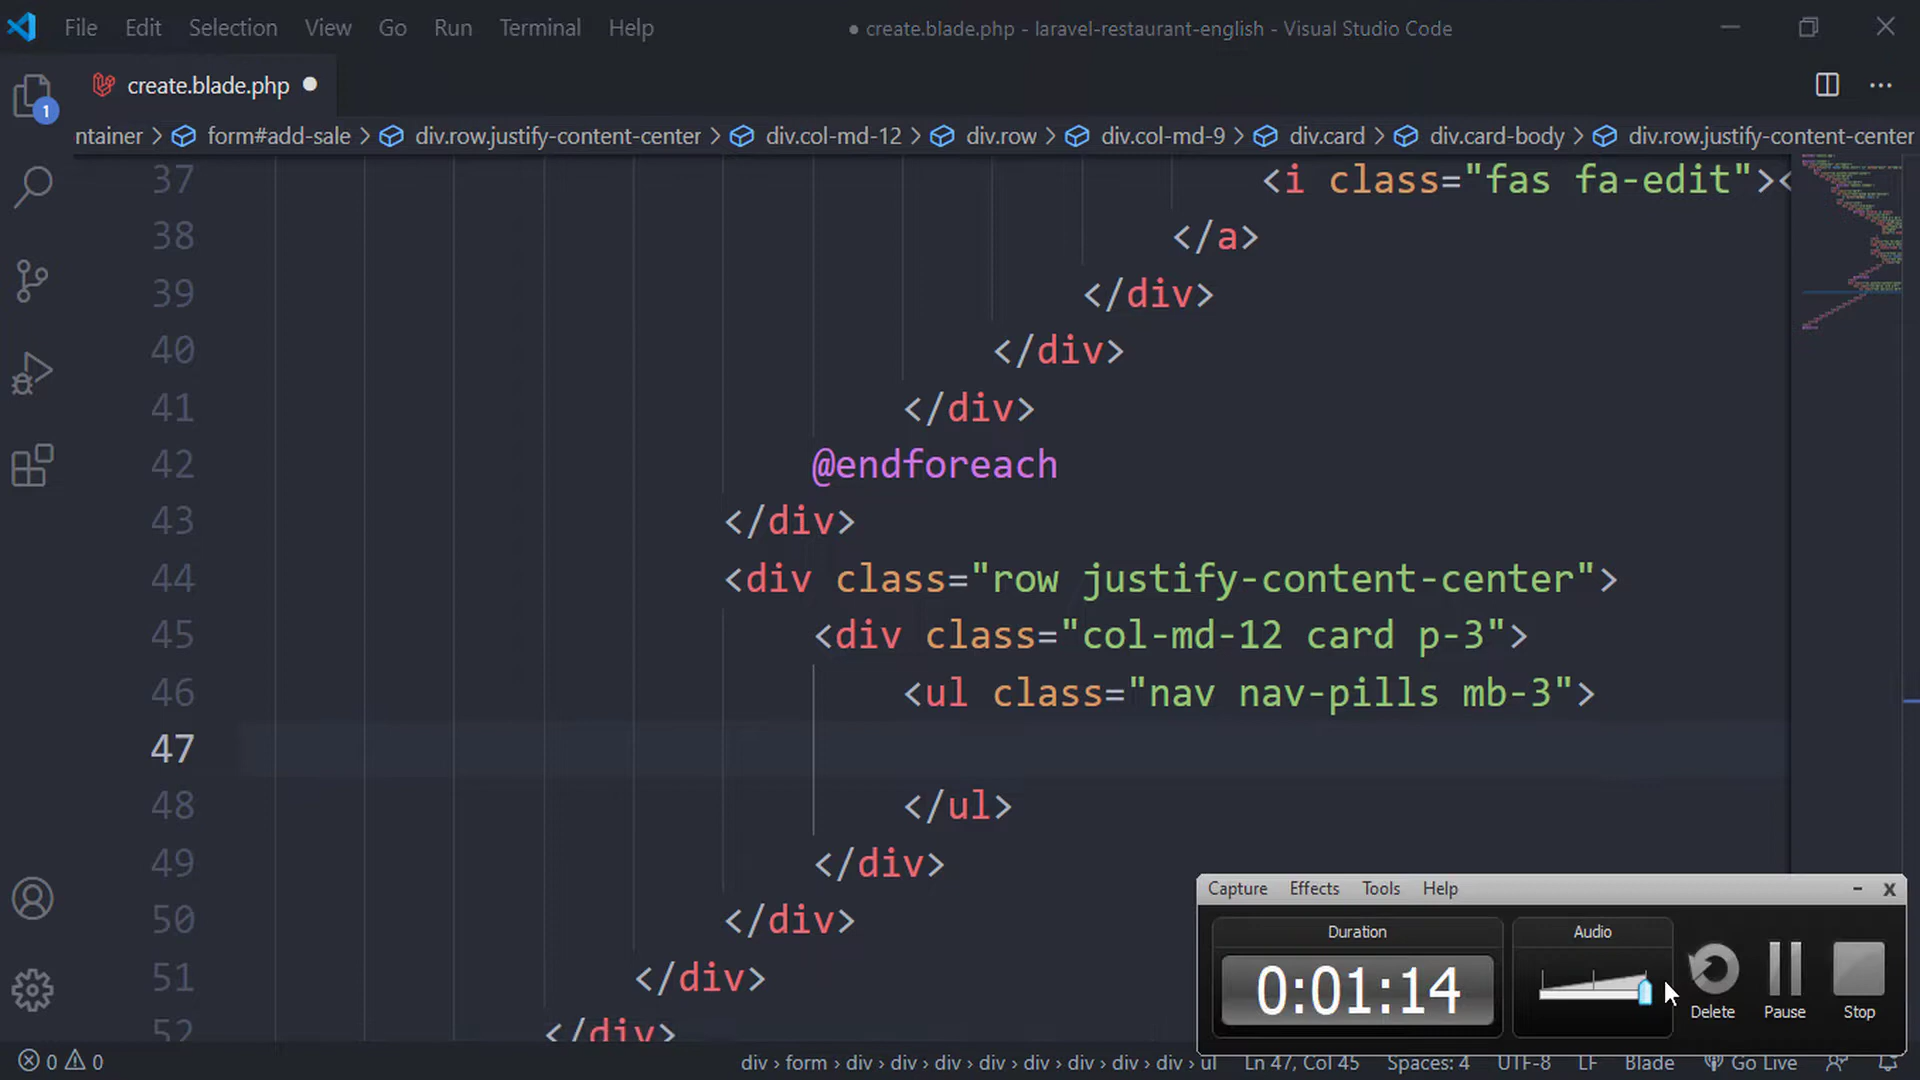 File Edit Selection View Go Run Terminal Help ● create.blade.php - laravel-restaurant-english - Visual Studio Code
create.blade.php ●
1
ntainer > form#add-sale > div.row.justify-content-center > div.col-md-12 > div.row > div.col-md-9 > div.card > div.card-body > div.row.justify-content-center
37 <i class="fas fa-edit"><
38 </a>
39 </div>
40 </div>
41 </div>
42 @endforeach
43 </div>
44 <div class="row justify-content-center">
45 <div class="col-md-12 card p-3">
46 <ul class="nav nav-pills mb-3">
47
48 </ul>
49 </div>
50 </div>
51 </div>
52 </div>
Capture Effects Tools Help - x
Duration Audio
0:01:14
Delete Pause Stop
0 0 div > form > div > div > div > div > div > div > div > div > ul Ln 47, Col 45 Spaces: 4 UTF-8 LF Blade Go Live